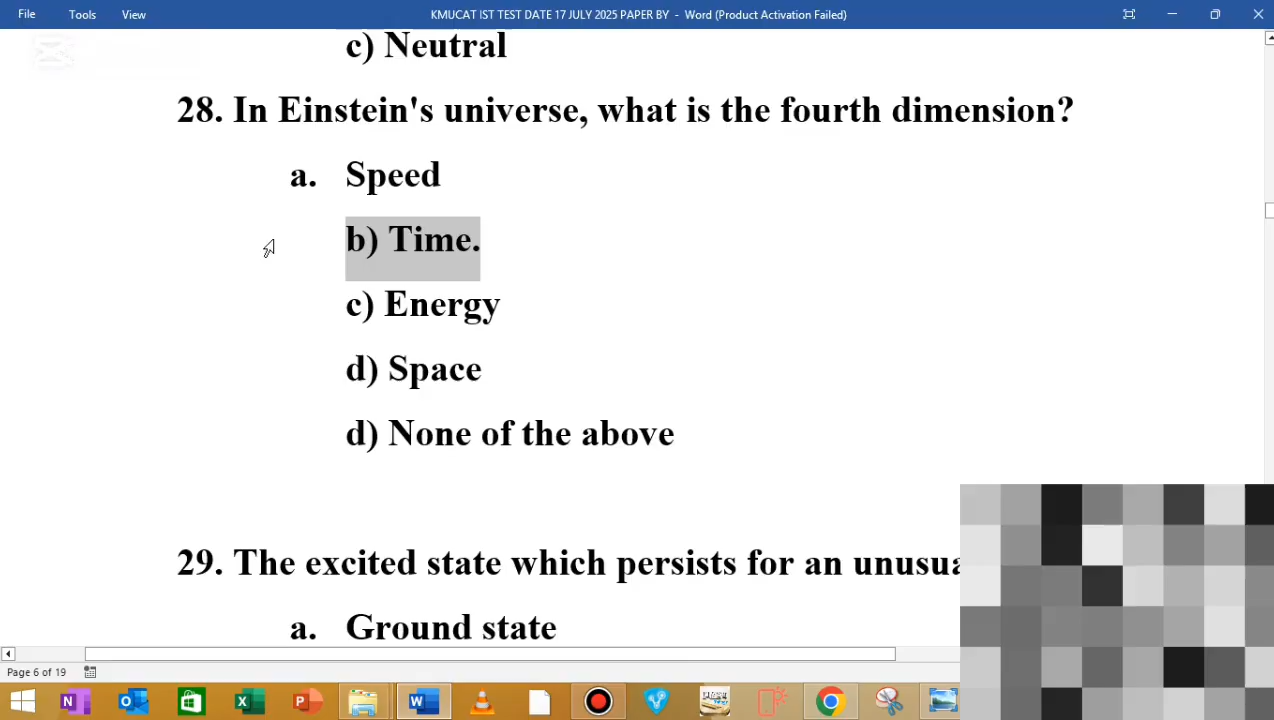 File Tools View KMUCAT IST TEST DATE 17 JULY 2025 PAPER BY - Word (Product Activation Failed)
c) Neutral
28. In Einstein's universe, what is the fourth dimension?
a. Speed
b) Time.
c) Energy
d) Space
d) None of the above
29. The excited state which persists for an
a. Ground state
Page 6 of 19